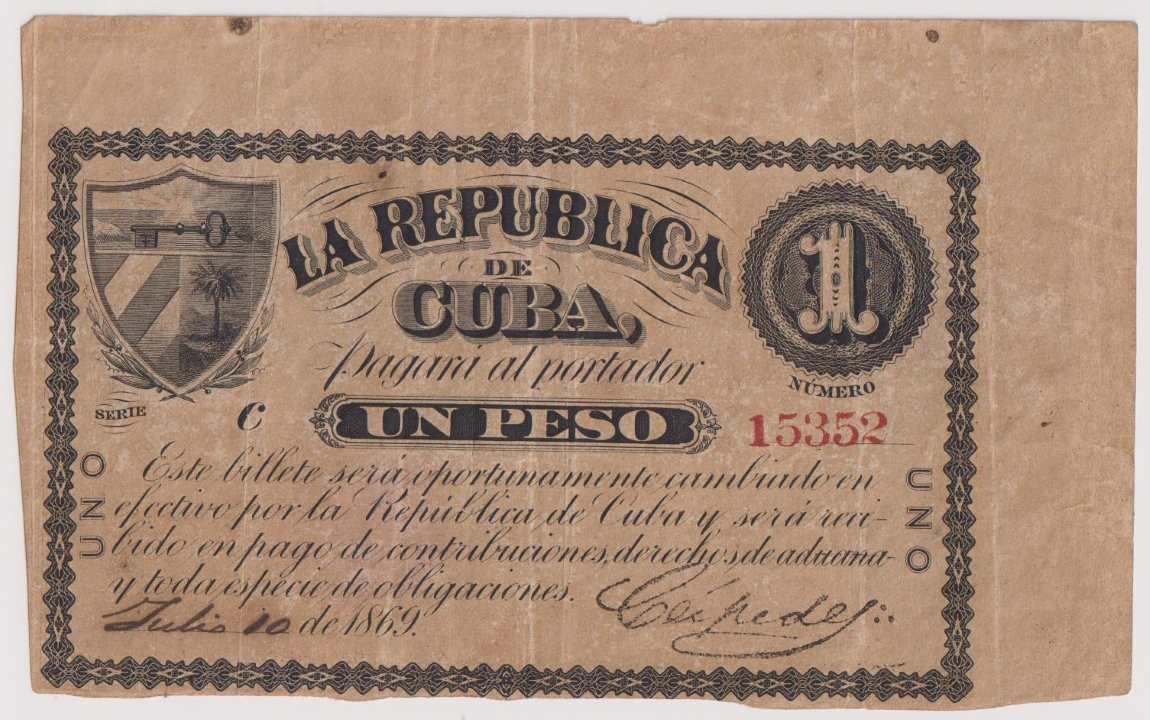 LA REPUBLICA
DE
CUBA,
1
Pagará al portador
NÚMERO
SERIE C
UN PESO
15352
UNO
UNO
Este billete será oportunamente cambiado en
efectivo por la República de Cuba y será reci-
bido en pago de contribuciones, derechos de aduana
y toda especie de obligaciones.
Julio 10 de 1869.
Céspedes